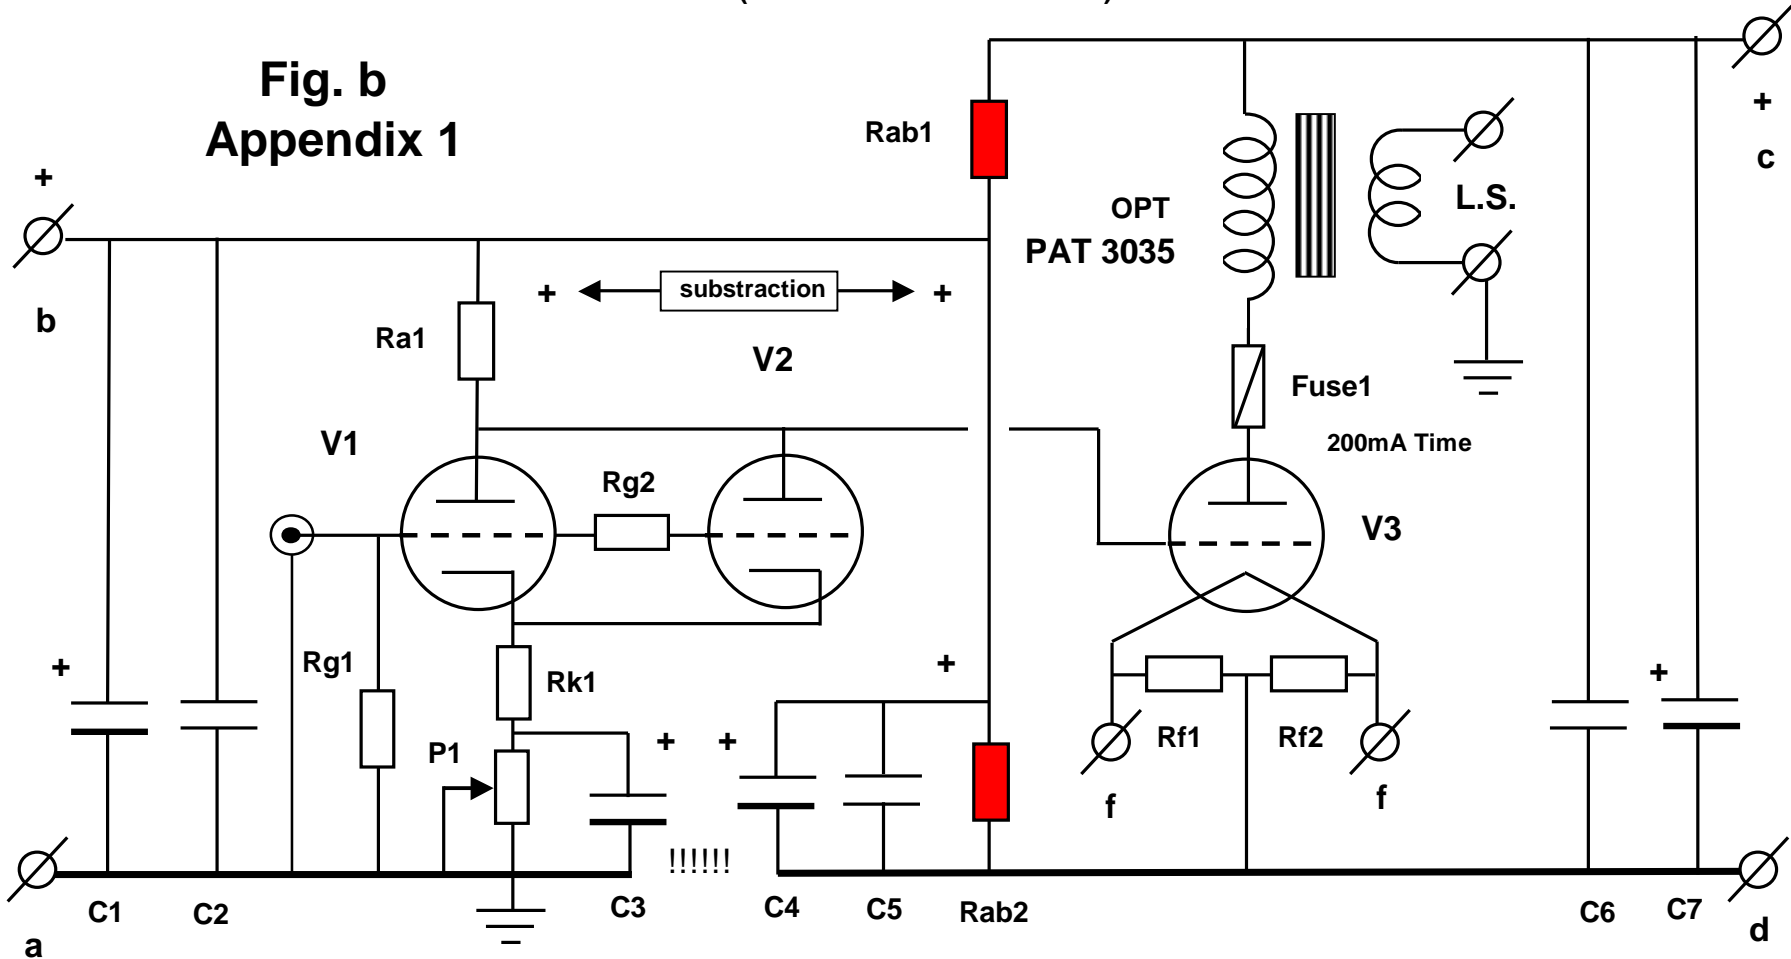 Fig. b
Appendix 1
Rab1
+
c
+
OPT
PAT 3035
L.S.
b
+
substraction
+
Ra1
V2
Fuse1
200mA Time
V1
Rg2
V3
Rg1
Rk1
+
+
+
P1
+
+
Rf1
Rf2
f
f
!!!!!!
C1
C2
C3
C4
C5
Rab2
C6
C7
a
d